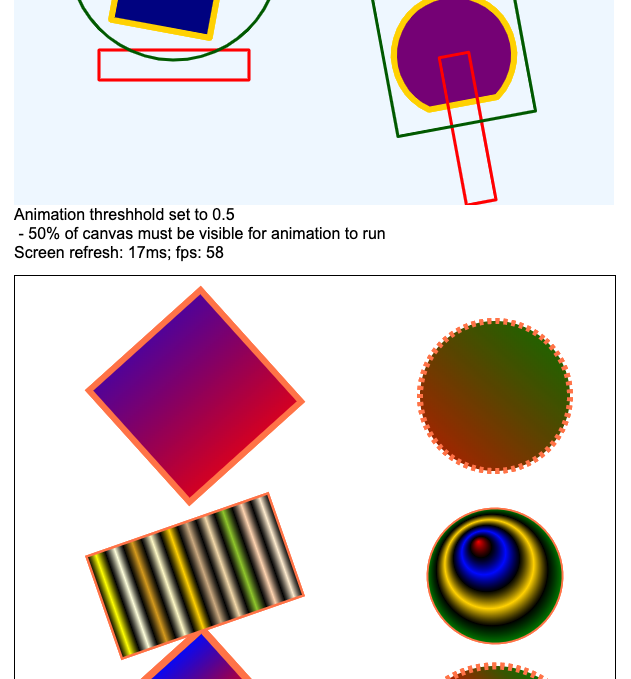 Animation threshhold set to 0.5
- 50% of canvas must be visible for animation to run
Screen refresh: 17ms; fps: 58